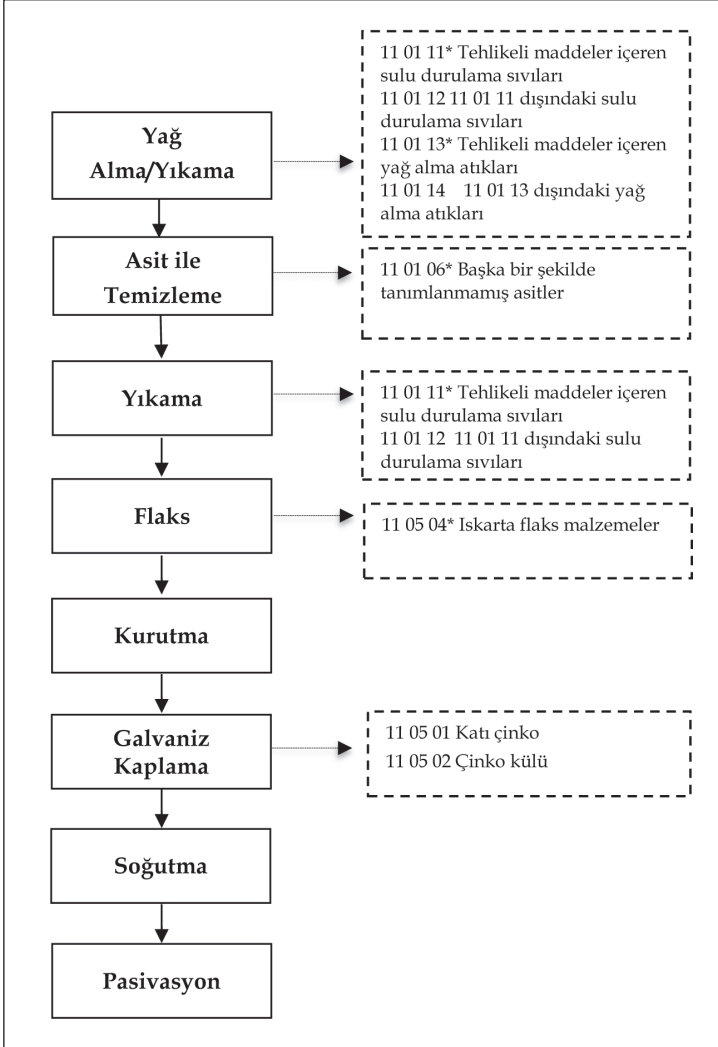 Yağ
Alma/Yıkama
11 01 11* Tehlikeli maddeler içeren
sulu durulama sıvıları
11 01 12 11 01 11 dışındaki sulu
durulama sıvıları
11 01 13* Tehlikeli maddeler içeren
yağ alma atıkları
11 01 14 11 01 13 dışındaki yağ
alma atıkları
Asit ile
Temizleme
11 01 06* Başka bir şekilde
tanımlanmamış asitler
Yıkama
11 01 11* Tehlikeli maddeler içeren
sulu durulama sıvıları
11 01 12 11 01 11 dışındaki sulu
durulama sıvıları
Flaks
11 05 04* Iskarta flaks malzemeler
Kurutma
Galvaniz
Kaplama
11 05 01 Katı çinko
11 05 02 Çinko külü
Soğutma
Pasivasyon